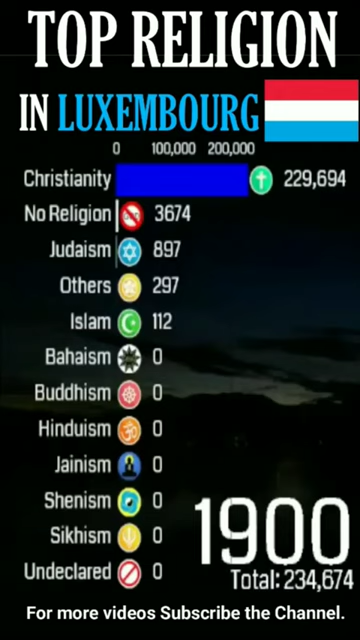 TOP RELIGION
IN LUXEMBOURG
0 100,000 200,000
Christianity 229,694
No Religion 3674
Judaism 897
Others 297
Islam 112
Bahaism 0
Buddhism 0
Hinduism 0
Jainism 0
Shenism 0
Sikhism 0
Undeclared 0
1900
Total: 234,674
For more videos Subscribe the Channel.